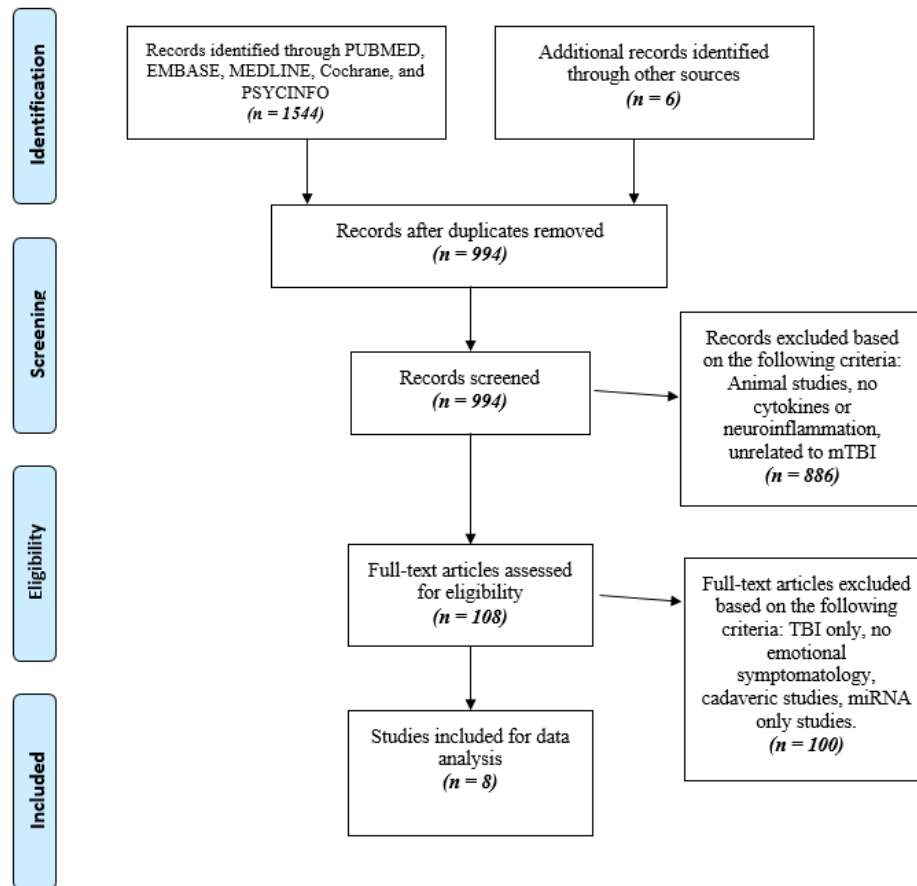 Identification
Records identified through PUBMED,
EMBASE, MEDLINE, Cochrane, and
PSYCINFO
(n = 1544)
Additional records identified
through other sources
(n = 6)
Records after duplicates removed
(n = 994)
Screening
Records screened
(n = 994)
Records excluded based
on the following criteria:
Animal studies, no
cytokines or
neuroinflammation,
unrelated to mTBI
(n = 886)
Eligibility
Full-text articles assessed
for eligibility
(n = 108)
Full-text articles excluded
based on the following
criteria: TBI only, no
emotional
symptomatology,
cadaveric studies, miRNA
only studies.
(n = 100)
Included
Studies included for data
analysis
(n = 8)